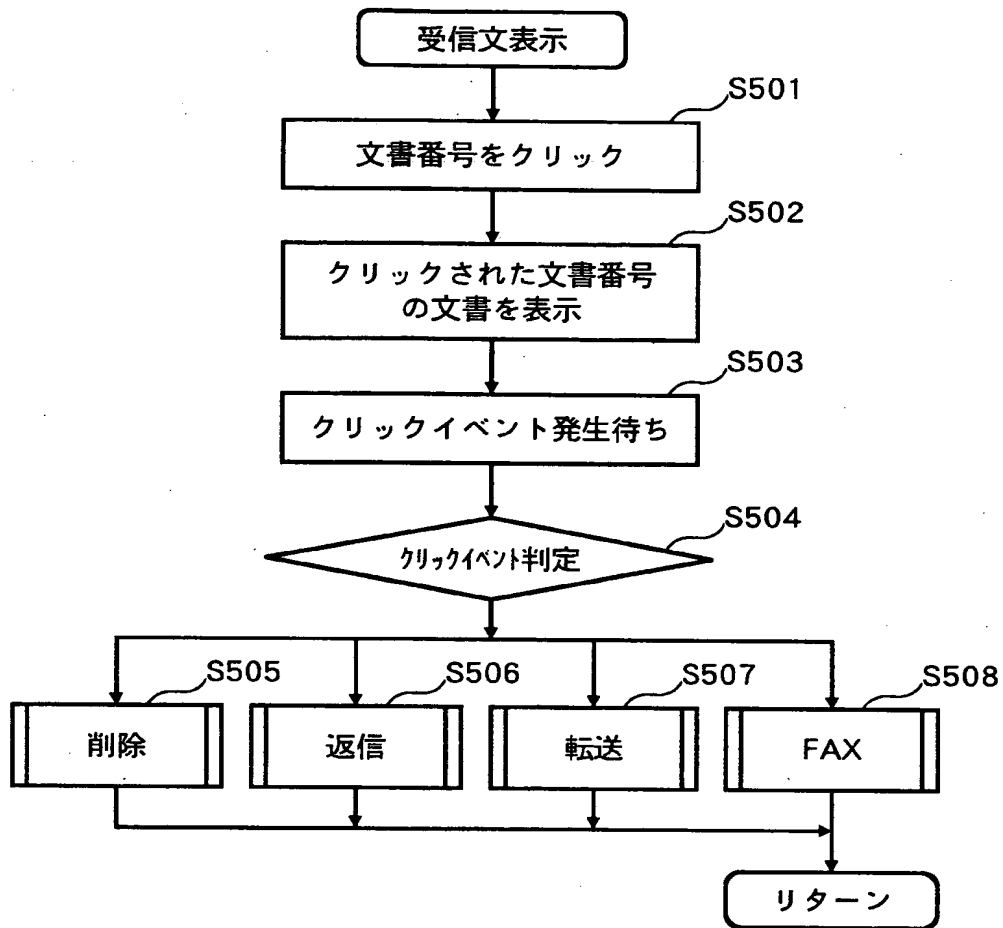 受信文表示
S501
文書番号をクリック
S502
クリックされた文書番号
の文書を表示
S503
クリックイベント発生待ち
S504
ｸﾘｯｸｲﾍﾞﾝﾄ判定
S505
S506
S507
S508
削除
返信
転送
FAX
リターン